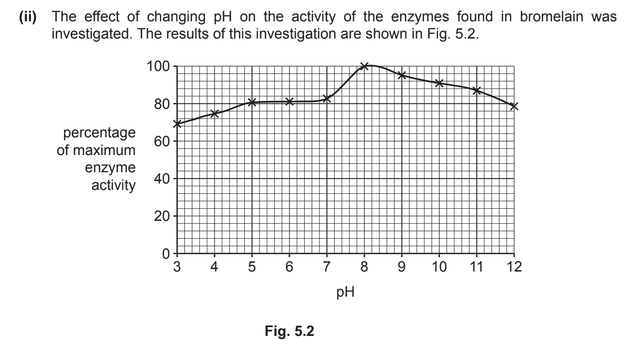 (ii) The effect of changing pH on the activity of the enzymes found in bromelain was
investigated. The results of this investigation are shown in Fig. 5.2.
100
80
60
40
20
0
percentage
of maximum
enzyme
activity
3 4 5 6 7 8 9 10 11 12
pH
Fig. 5.2